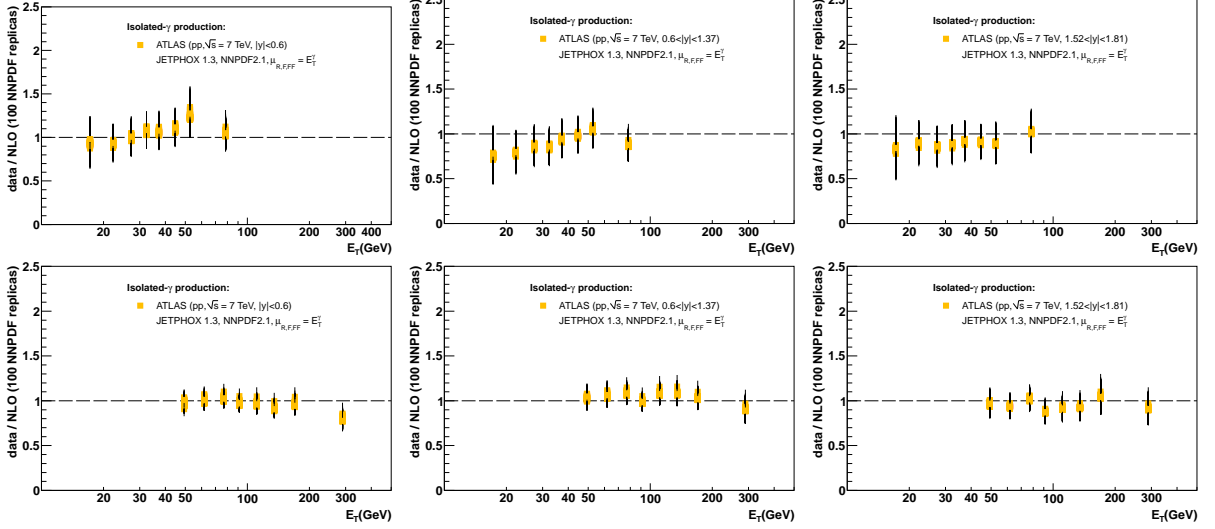 data / NLO (100 NNPDF replicas)
2.5
2
1.5
1
0.5
0
Isolated-γ production:
ATLAS (pp,√s = 7 TeV, |y|<0.6)
JETPHOX 1.3, NNPDF2.1, μR,F,FF = ETγ
20 30 40 50 100 200 300 400
ET(GeV)
data / NLO (100 NNPDF replicas)
2
1.5
1
0.5
0
Isolated-γ production:
ATLAS (pp,√s = 7 TeV, 0.6<|y|<1.37)
JETPHOX 1.3, NNPDF2.1, μR,F,FF = ETγ
20 30 40 50 100 200 300
ET(GeV)
data / NLO (100 NNPDF replicas)
2
1.5
1
0.5
0
Isolated-γ production:
ATLAS (pp,√s = 7 TeV, 1.52<|y|<1.81)
JETPHOX 1.3, NNPDF2.1, μR,F,FF = ETγ
20 30 40 50 100 200 300
ET(GeV)
data / NLO (100 NNPDF replicas)
2.5
2
1.5
1
0.5
0
Isolated-γ production:
ATLAS (pp,√s = 7 TeV, |y|<0.6)
JETPHOX 1.3, NNPDF2.1, μR,F,FF = ETγ
20 30 40 50 100 200 300
ET(GeV)
data / NLO (100 NNPDF replicas)
2.5
2
1.5
1
0.5
0
Isolated-γ production:
ATLAS (pp,√s = 7 TeV, 0.6<|y|<1.37)
JETPHOX 1.3, NNPDF2.1, μR,F,FF = ETγ
20 30 40 50 100 200 300
ET(GeV)
data / NLO (100 NNPDF replicas)
2.5
2
1.5
1
0.5
0
Isolated-γ production:
ATLAS (pp,√s = 7 TeV, 1.52<|y|<1.81)
JETPHOX 1.3, NNPDF2.1, μR,F,FF = ETγ
20 30 40 50 100 200 300
ET(GeV)